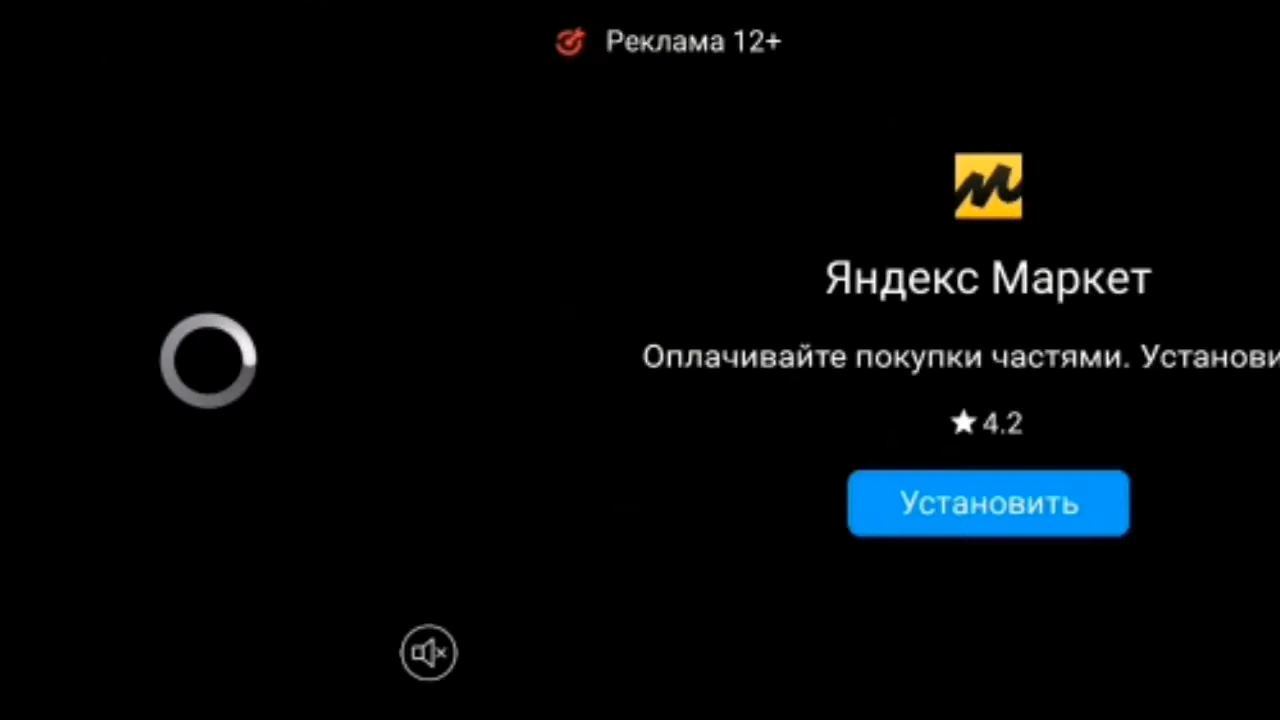 Реклама 12+
Яндекс Маркет
Оплачивайте покупки частями. Установи
4.2
Установить